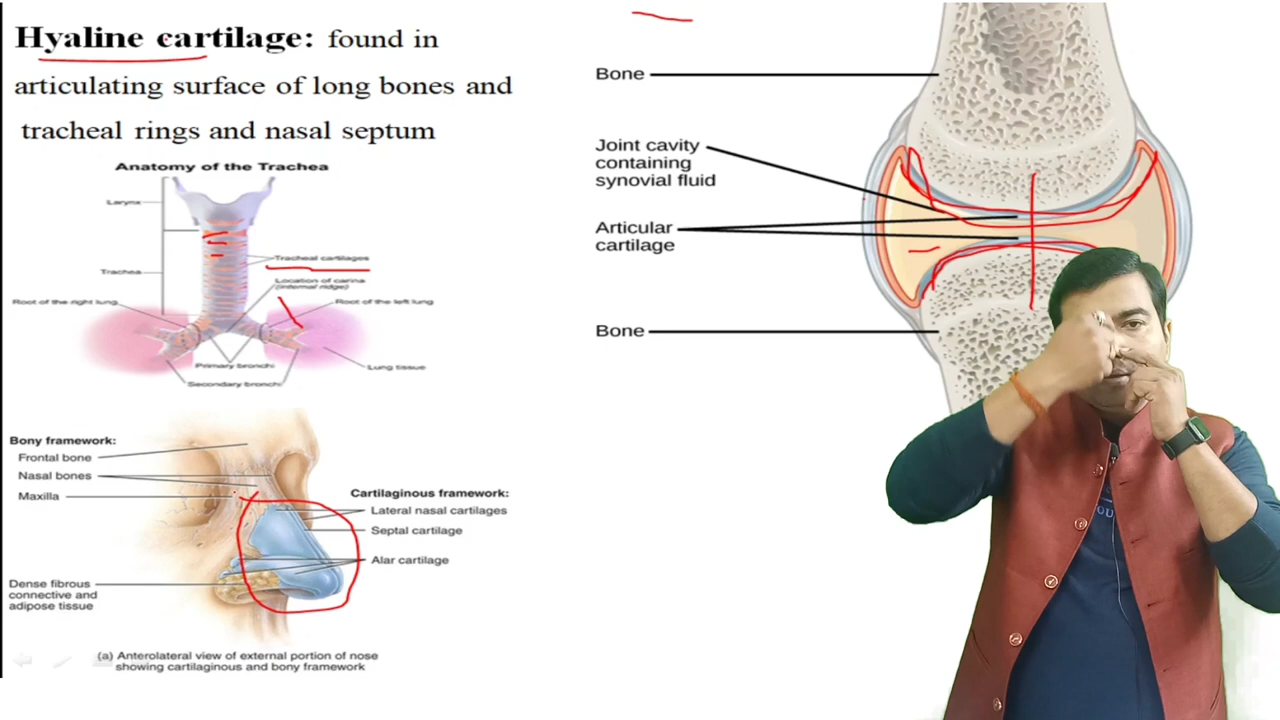 Hyaline cartilage: found in
articulating surface of long bones and
tracheal rings and nasal septum
Anatomy of the Trachea
Larynx
Trachea
Tracheal cartilages
Location of carina
(internal ridge)
Root of the right lung
Root of the left lung
Primary bronchi
Lung tissue
Secondary bronchi
Bony framework:
Frontal bone
Nasal bones
Maxilla
Cartilaginous framework:
Lateral nasal cartilages
Septal cartilage
Alar cartilage
Dense fibrous
connective and
adipose tissue
(a) Anterolateral view of external portion of nose
showing cartilaginous and bony framework
Bone
Joint cavity
containing
synovial fluid
Articular
cartilage
Bone